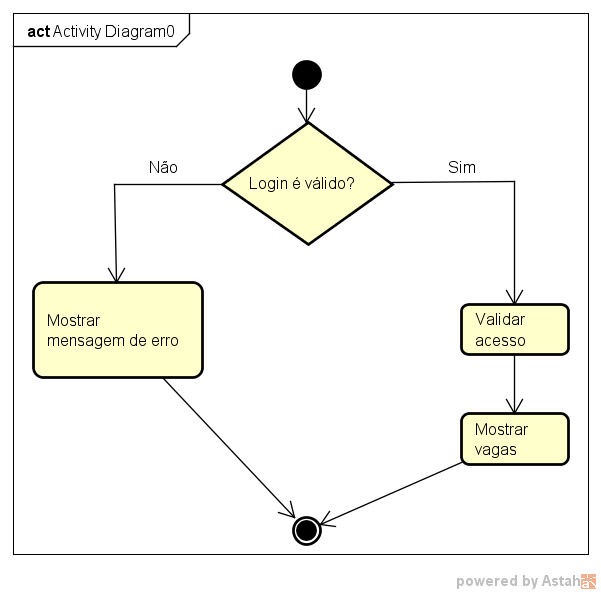 act Activity Diagram0
Login é válido?
Não
Sim
Mostrar
mensagem de erro
Validar
acesso
Mostrar
vagas
powered by Astah